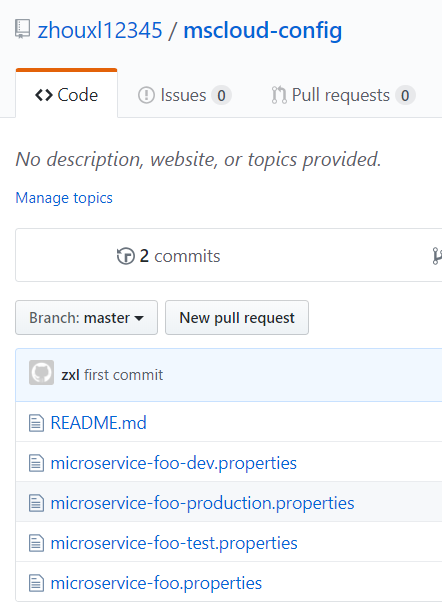 zhouxl12345 / mscloud-config
Code Issues 0 Pull requests 0
No description, website, or topics provided.
Manage topics
2 commits
Branch: master New pull request
zxl first commit
README.md
microservice-foo-dev.properties
microservice-foo-production.properties
microservice-foo-test.properties
microservice-foo.properties